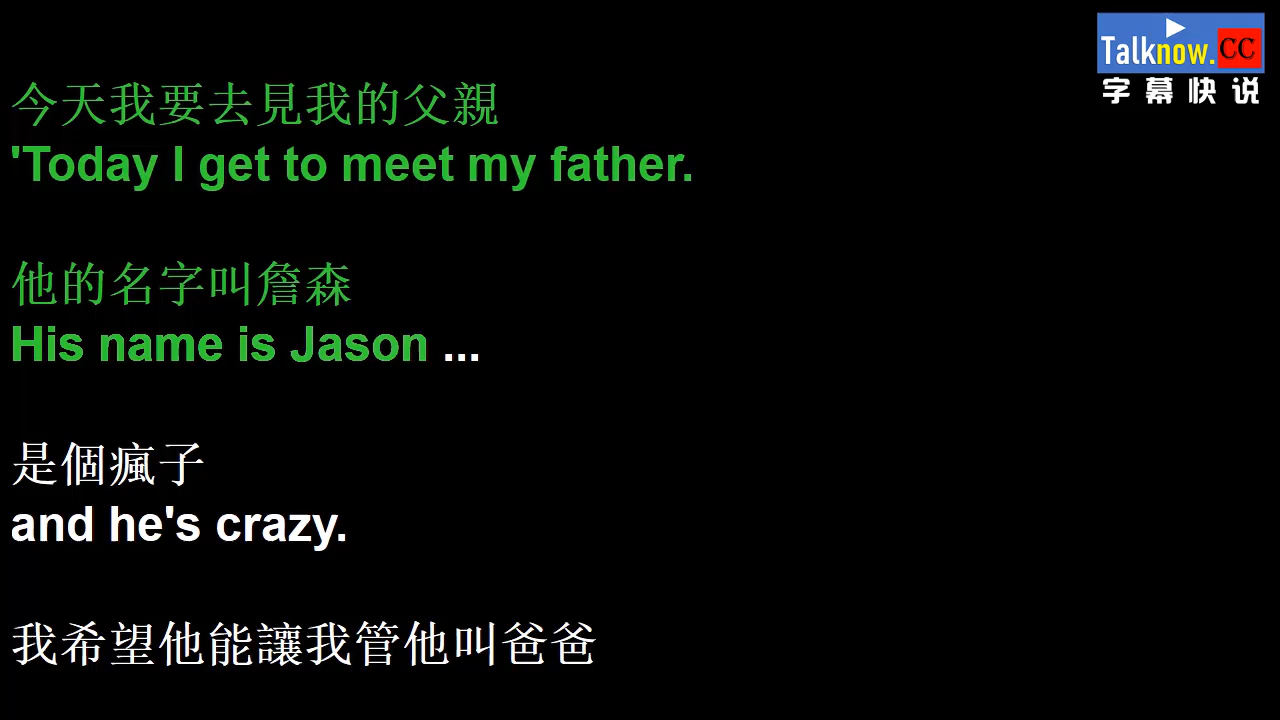 Talknow.CC
字幕快说
今天我要去見我的父親
'Today I get to meet my father.
他的名字叫詹森
His name is Jason ...
是個瘋子
and he's crazy.
我希望他能讓我管他叫爸爸